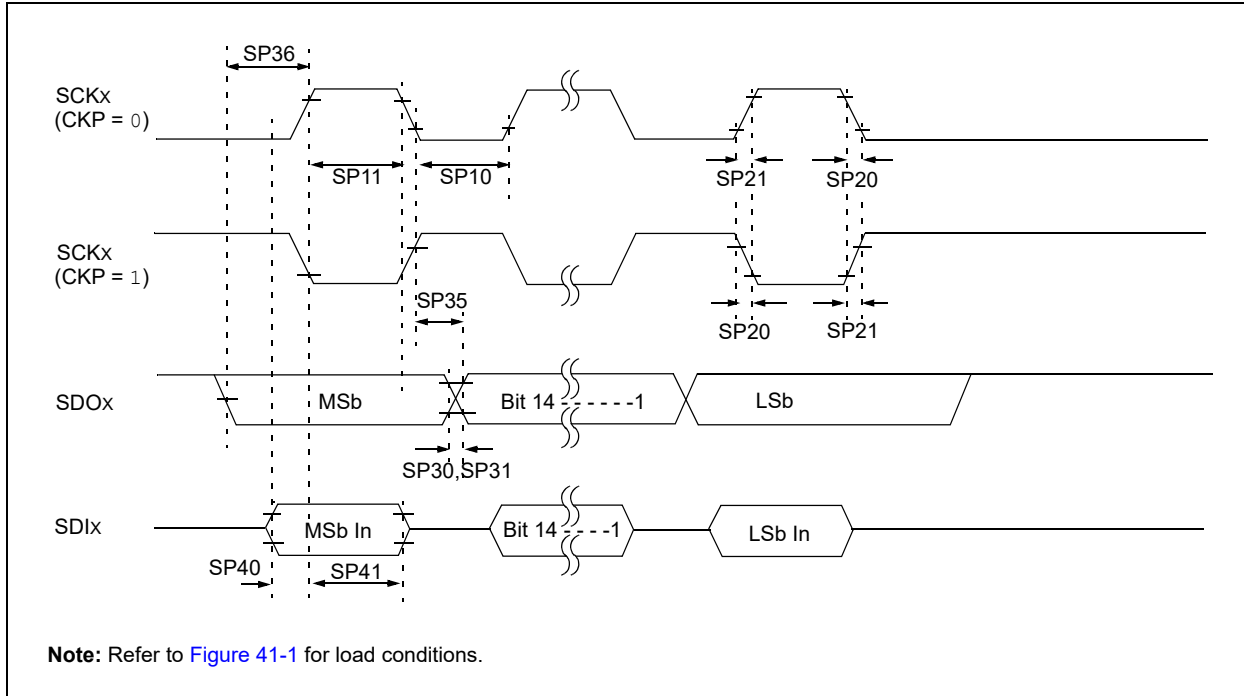 SP36
SCKx
(CKP = 0)
SP11
SP10
SP21
SP20
SCKx
(CKP = 1)
SP35
SP20
SP21
SDOx
MSb
Bit 14 - - - - - -1
LSb
SP30,SP31
SDIx
MSb In
Bit 14 - - - -1
LSb In
SP40
SP41
Note: Refer to Figure 41-1 for load conditions.